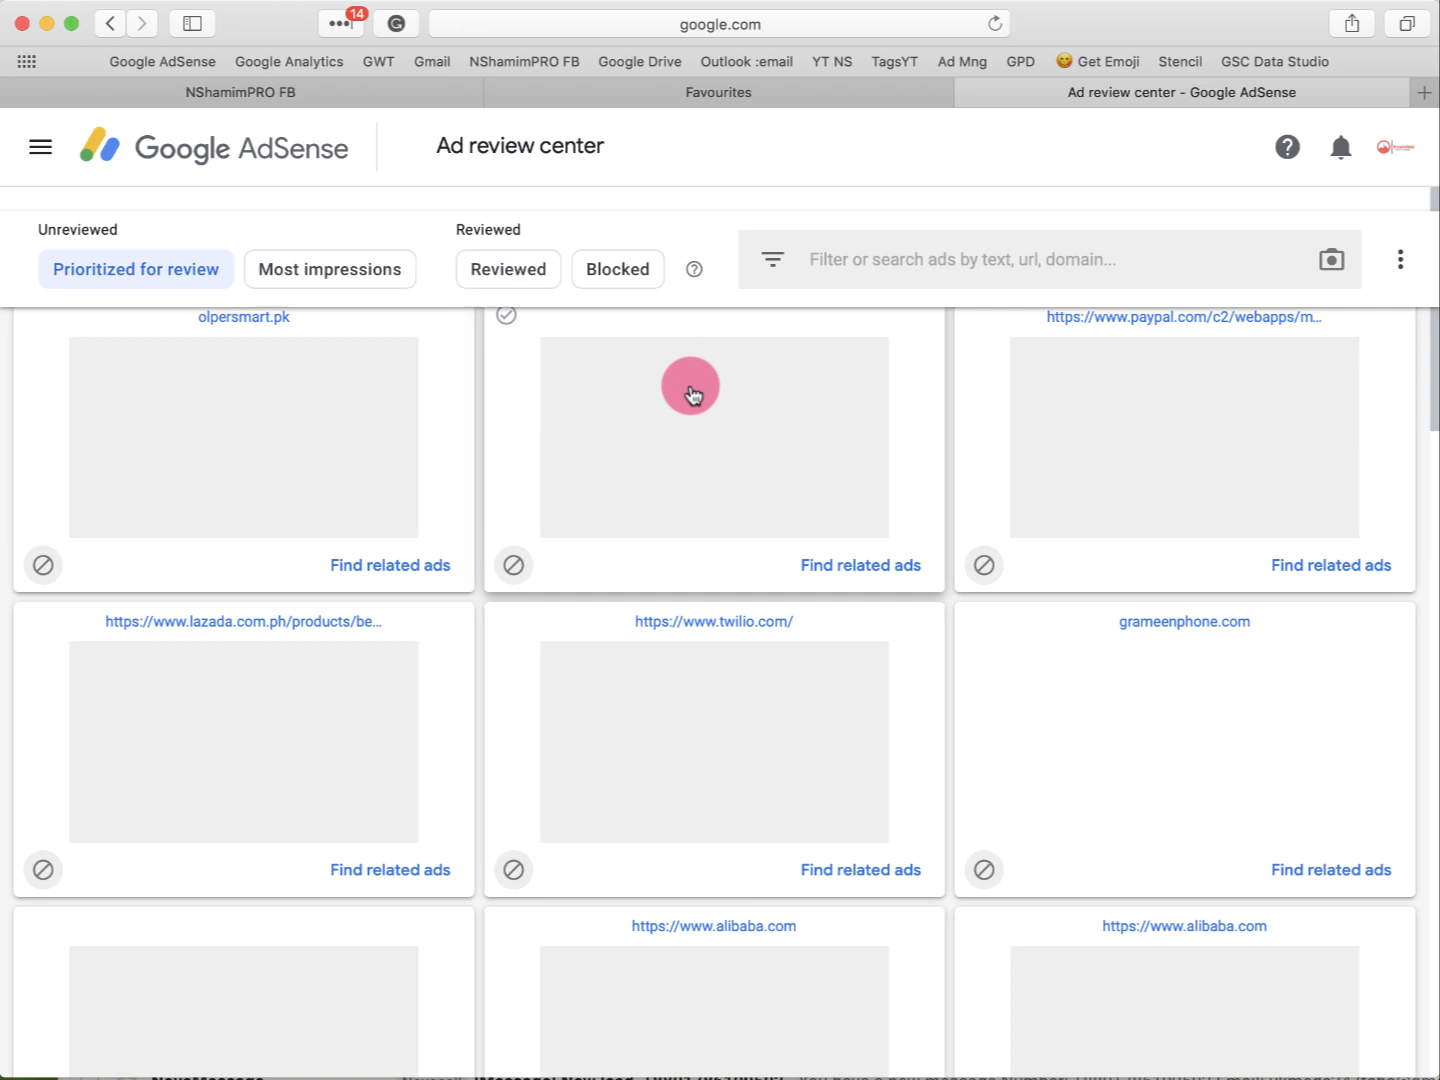 14
google.com
Google AdSense Google Analytics GWT Gmail NShamimPRO FB Google Drive Outlook :email YT NS TagsYT Ad Mng GPD 😋 Get Emoji Stencil GSC Data Studio
NShamimPRO FB Favourites Ad review center - Google AdSense
Google AdSense Ad review center
Unreviewed Reviewed
Prioritized for review Most impressions Reviewed Blocked Filter or search ads by text, url, domain...
olpersmart.pk https://www.paypal.com/c2/webapps/m...
Find related ads Find related ads Find related ads
https://www.lazada.com.ph/products/be... https://www.twilio.com/ grameenphone.com
Find related ads Find related ads Find related ads
https://www.alibaba.com https://www.alibaba.com